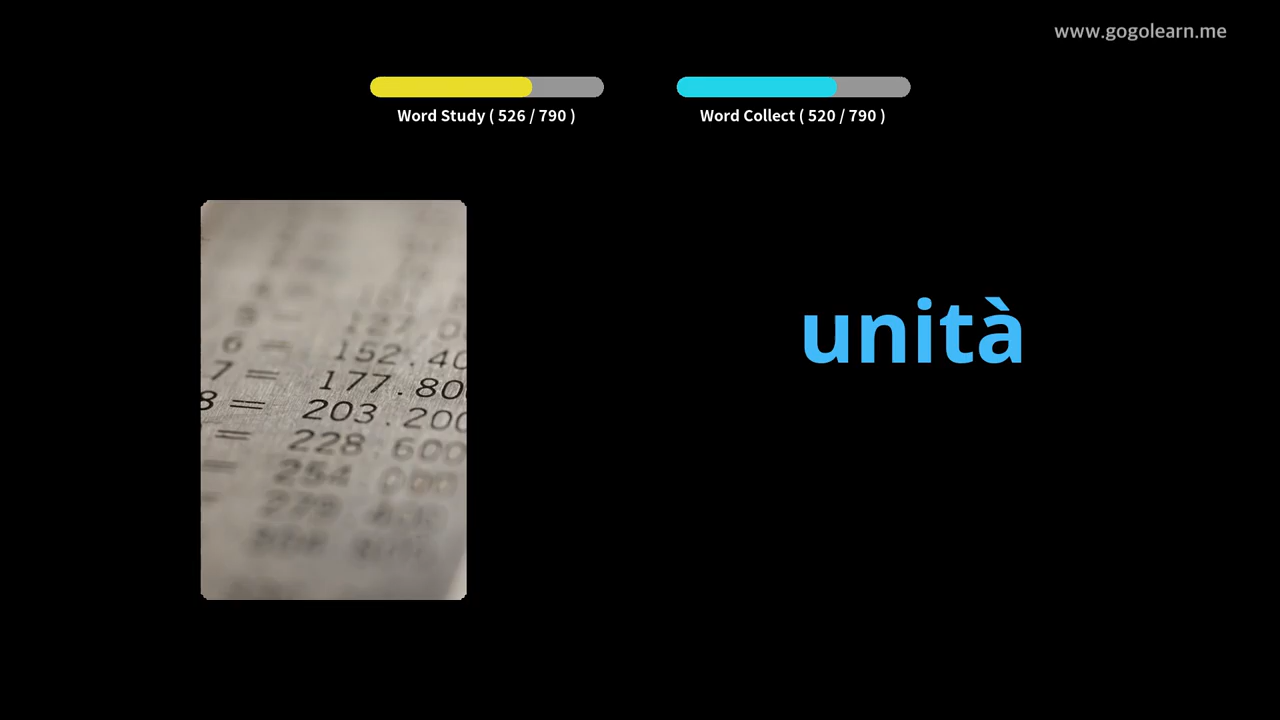 www.gogolearn.me
Word Study ( 526 / 790 )
Word Collect ( 520 / 790 )
unità
6 = 152.40
7 = 177.80
8 = 203.200
= 228.600
= 254